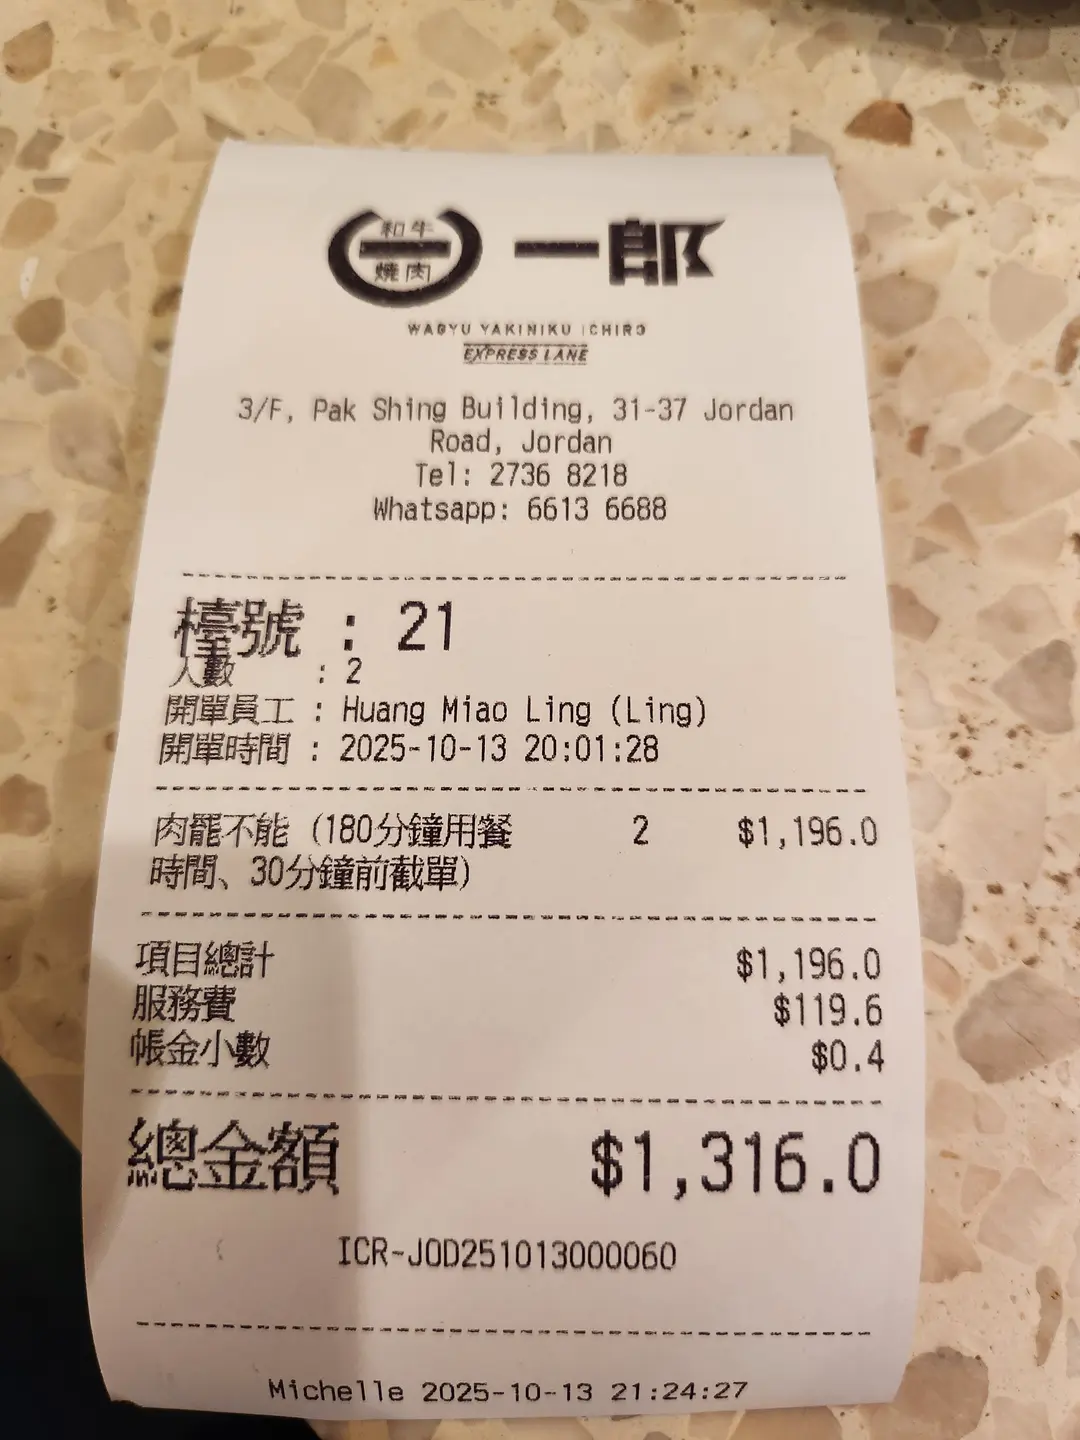 和牛
一
燒肉
一郎
WAGYU YAKINIKU ICHIRO
EXPRESS LANE
3/F, Pak Shing Building, 31-37 Jordan
Road, Jordan
Tel: 2736 8218
Whatsapp: 6613 6688
檯號 : 21
人數 : 2
開單員工 : Huang Miao Ling (Ling)
開單時間 : 2025-10-13 20:01:28
肉罷不能 (180分鐘用餐 2 $1,196.0
時間、30分鐘前截單)
項目總計 $1,196.0
服務費 $119.6
帳金小數 $0.4
總金額 $1,316.0
ICR-JOD251013000060
Michelle 2025-10-13 21:24:27